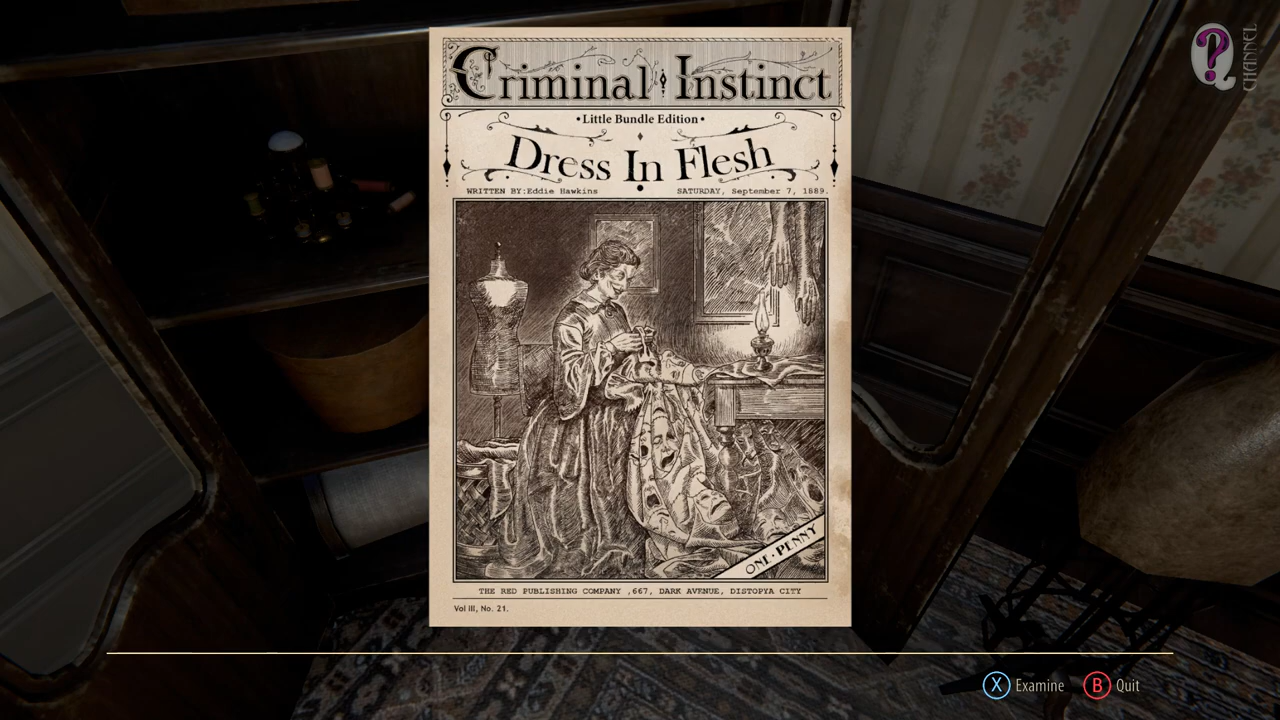 Criminal Instinct
•Little Bundle Edition•
Dress In Flesh
WRITTEN BY:Eddie Hawkins SATURDAY, September 7, 1889.
ONE·PENNY
THE RED PUBLISHING COMPANY ,667, DARK AVENUE, DISTOPYA CITY
Vol III, No. 21.
? CHANNEL
X Examine B Quit